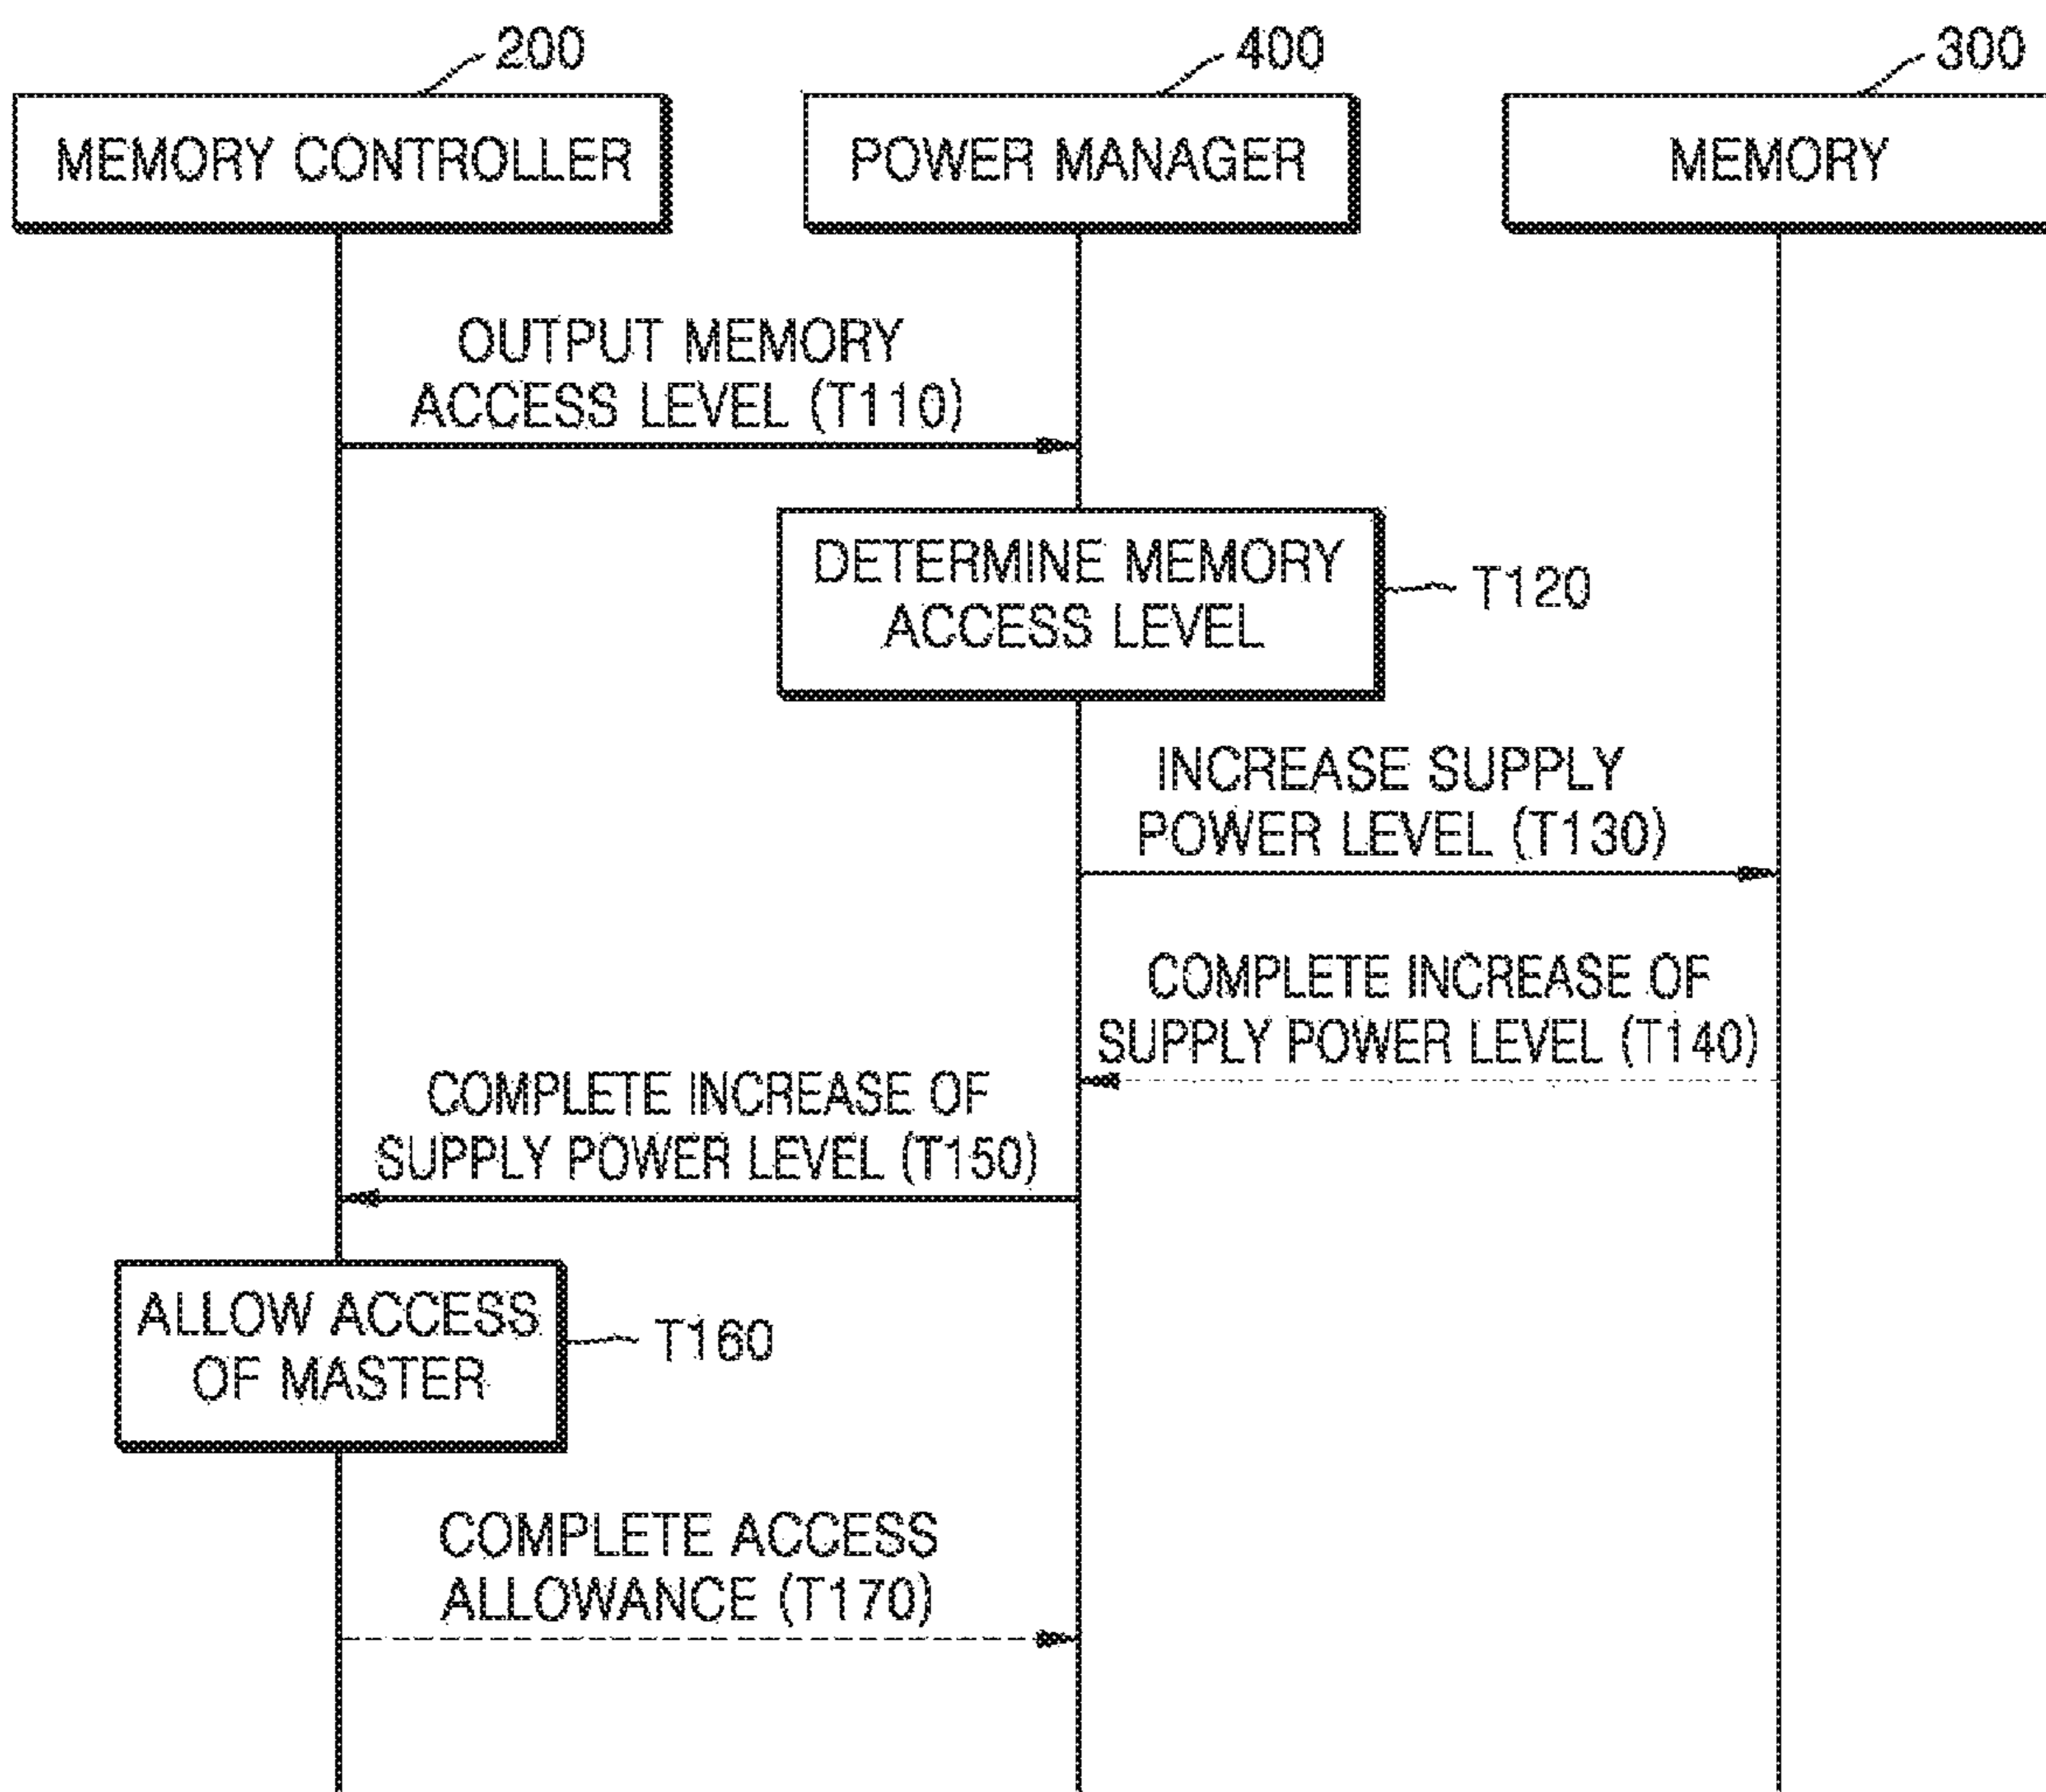 200
400
300
MEMORY CONTROLLER
POWER MANAGER
MEMORY
OUTPUT MEMORY
ACCESS LEVEL (T110)
DETERMINE MEMORY
ACCESS LEVEL
T120
INCREASE SUPPLY
POWER LEVEL (T130)
COMPLETE INCREASE OF
SUPPLY POWER LEVEL (T140)
COMPLETE INCREASE OF
SUPPLY POWER LEVEL (T150)
ALLOW ACCESS
OF MASTER
T160
COMPLETE ACCESS
ALLOWANCE (T170)